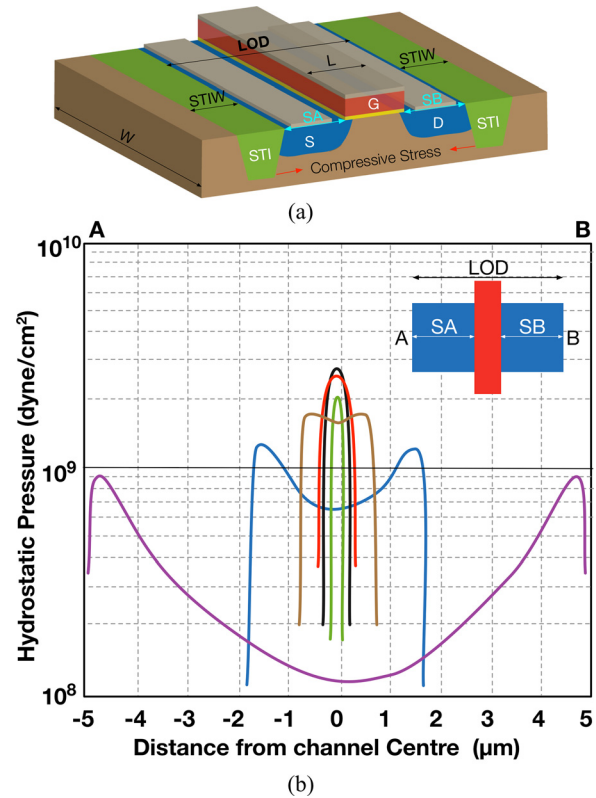 LOD
L
STIW
STIW
SA
G
SB
W
STI
S
D
STI
Compressive Stress
(a)
A
B
10^10
LOD
A
SA
SB
B
10^9
10^8
Hydrostatic Pressure (dyne/cm²)
-5 -4 -3 -2 -1 0 1 2 3 4 5
Distance from channel Centre (µm)
(b)